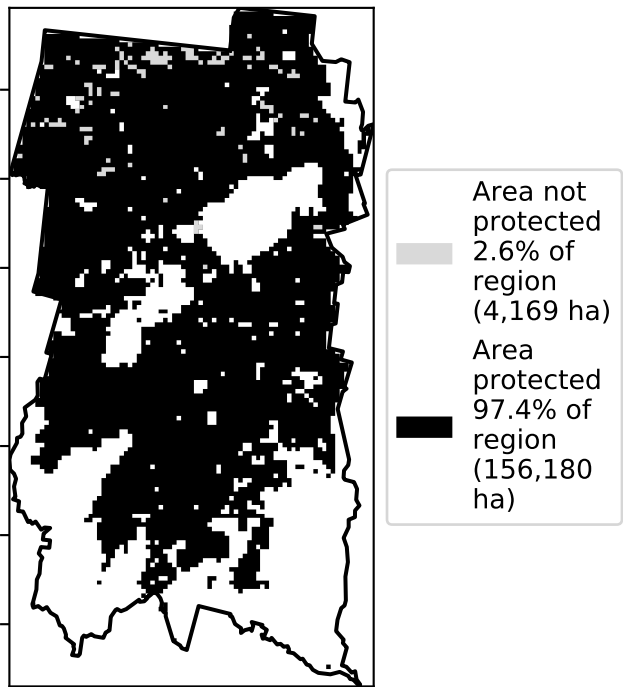 Area not
protected
2.6% of
region
(4,169 ha)
Area
protected
97.4% of
region
(156,180
ha)